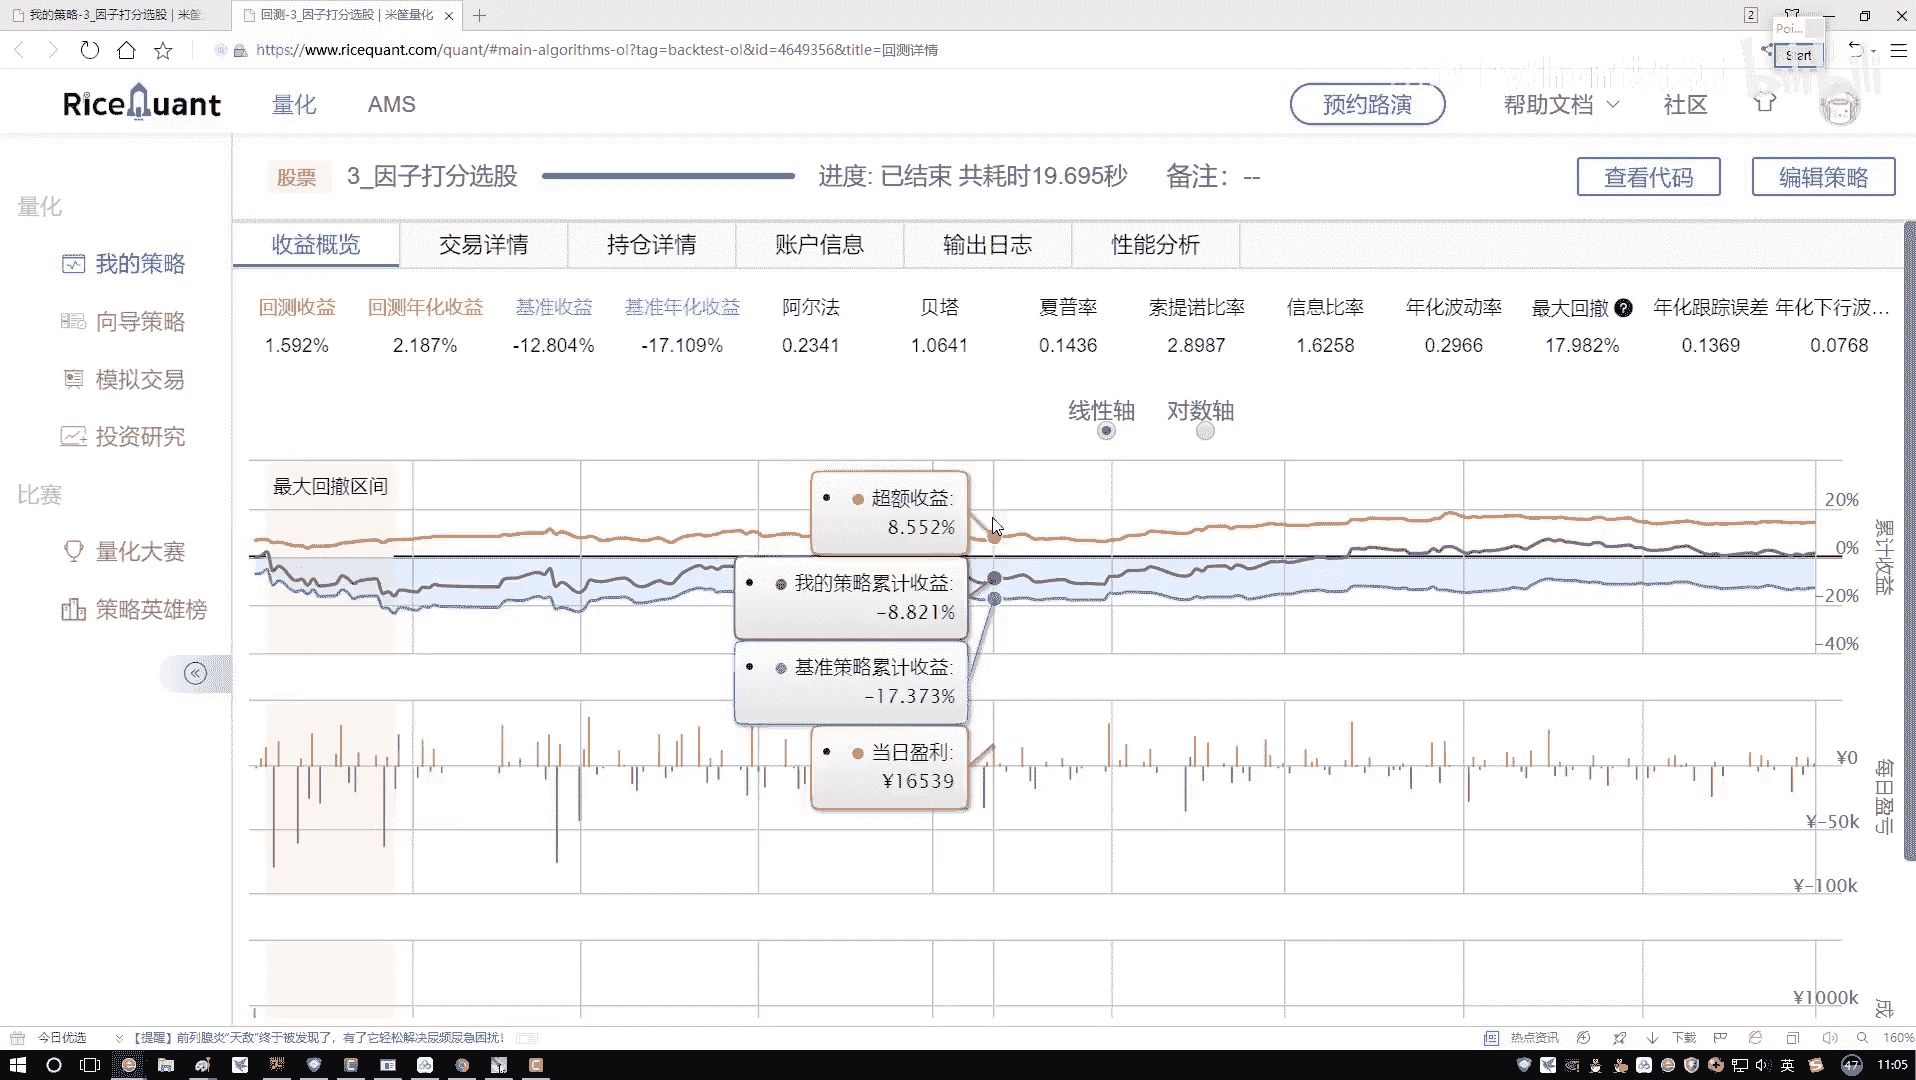 我的策略-3_因子打分选股 | 米筐
回测-3_因子打分选股 | 米筐量化
2
Poi...
Start
https://www.ricequant.com/quant/#main-algorithms-ol?tag=backtest-ol&id=4649356&title=回测详情
RiceQuant
量化
AMS
预约路演
帮助文档
社区
股票
3_因子打分选股
进度: 已结束 共耗时19.695秒
备注: --
查看代码
编辑策略
量化
我的策略
向导策略
模拟交易
投资研究
比赛
量化大赛
策略英雄榜
收益概览
交易详情
持仓详情
账户信息
输出日志
性能分析
回测收益 回测年化收益 基准收益 基准年化收益 阿尔法 贝塔 夏普率 索提诺比率 信息比率 年化波动率 最大回撤 年化跟踪误差 年化下行波...
1.592% 2.187% -12.804% -17.109% 0.2341 1.0641 0.1436 2.8987 1.6258 0.2966 17.982% 0.1369 0.0768
线性轴 对数轴
最大回撤区间
超额收益:
8.552%
我的策略累计收益:
-8.821%
基准策略累计收益:
-17.373%
当日盈利:
¥16539
20%
0%
-20%
-40%
累计收益
¥0
¥-50k
¥-100k
每日盈亏
¥1000k
成
今日优选
【提醒】前列腺炎“天敌”终于被发现了，有了它轻松解决尿频尿急困扰!
热点资讯
下载
160%
英
47
11:05